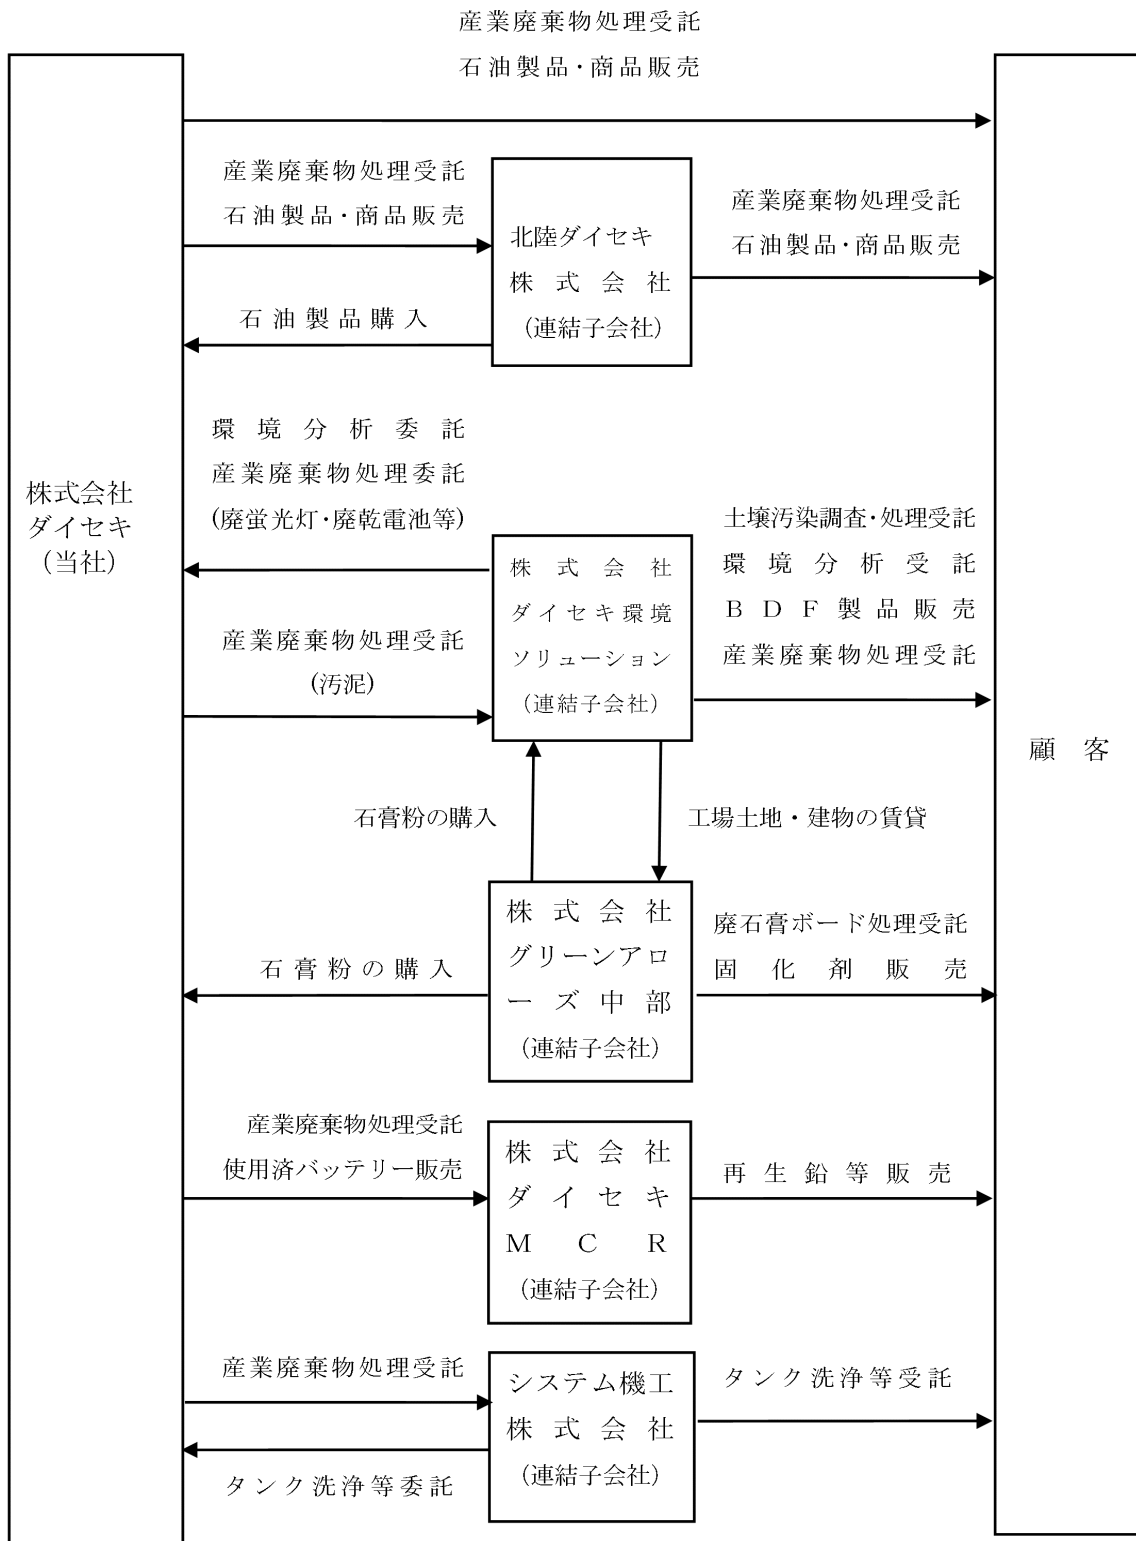 産業廃棄物処理受託
石油製品・商品販売
産業廃棄物処理受託
石油製品・商品販売
北陸ダイセキ
株式会社
(連結子会社)
産業廃棄物処理受託
石油製品・商品販売
石油製品購入
環境分析委託
産業廃棄物処理委託
(廃蛍光灯・廃乾電池等)
株式会社
ダイセキ
(当社)
株式会社
ダイセキ環境
ソリューション
(連結子会社)
土壌汚染調査・処理受託
環境分析受託
BDF製品販売
産業廃棄物処理受託
産業廃棄物処理受託
(汚泥)
顧客
石膏粉の購入
工場土地・建物の賃貸
株式会社
グリーンアロ
ーズ中部
(連結子会社)
廃石膏ボード処理受託
固化剤販売
石膏粉の購入
産業廃棄物処理受託
使用済バッテリー販売
株式会社
ダイセキ
MCR
(連結子会社)
再生鉛等販売
産業廃棄物処理受託
システム機工
株式会社
(連結子会社)
タンク洗浄等受託
タンク洗浄等委託